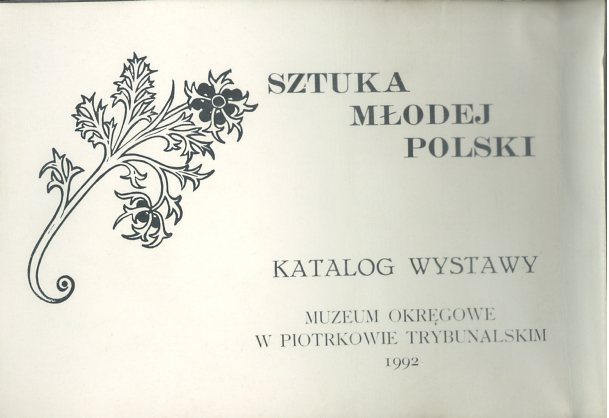 SZTUKA
MŁODEJ
POLSKI
KATALOG WYSTAWY
MUZEUM OKRĘGOWE
W PIOTRKOWIE TRYBUNALSKIM
1992